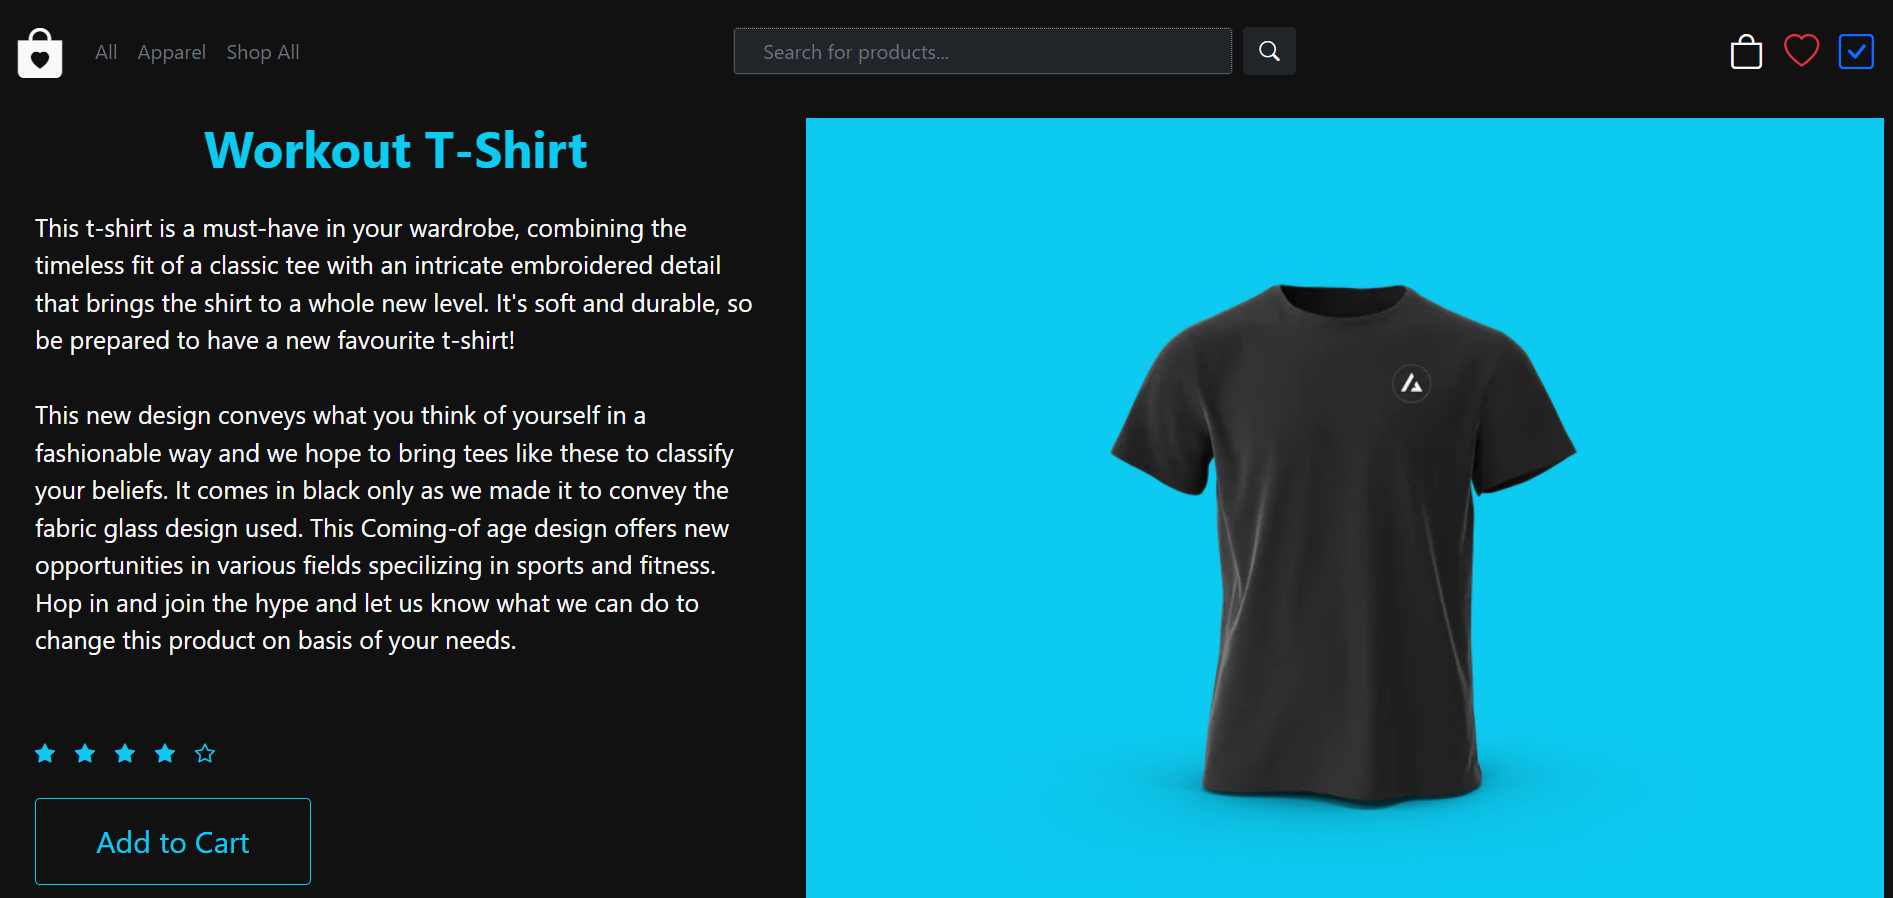 All Apparel Shop All
Search for products...
Workout T-Shirt
This t-shirt is a must-have in your wardrobe, combining the
timeless fit of a classic tee with an intricate embroidered detail
that brings the shirt to a whole new level. It's soft and durable, so
be prepared to have a new favourite t-shirt!
This new design conveys what you think of yourself in a
fashionable way and we hope to bring tees like these to classify
your beliefs. It comes in black only as we made it to convey the
fabric glass design used. This Coming-of age design offers new
opportunities in various fields specilizing in sports and fitness.
Hop in and join the hype and let us know what we can do to
change this product on basis of your needs.
Add to Cart